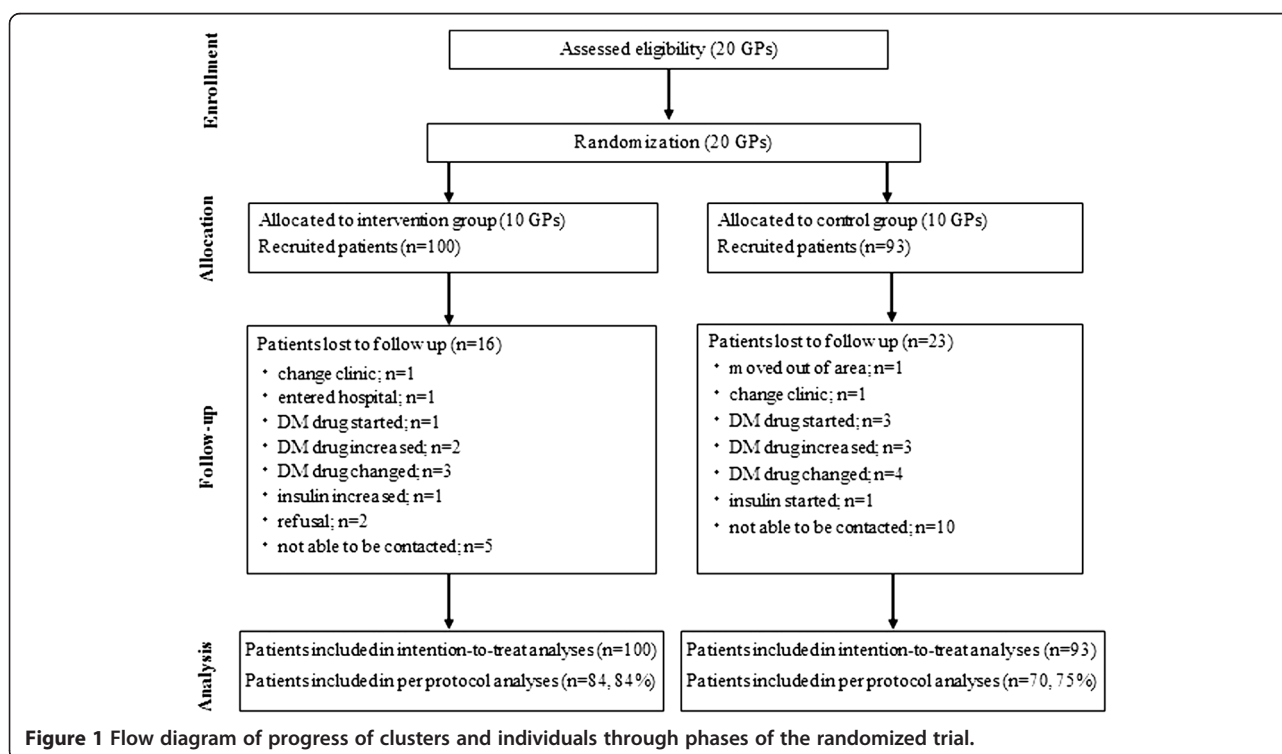 Enrollment
Assessed eligibility (20 GPs)
Randomization (20 GPs)
Allocation
Allocated to intervention group (10 GPs)
Recruited patients (n=100)
Allocated to control group (10 GPs)
Recruited patients (n=93)
Follow-up
Patients lost to follow up (n=16)
・ change clinic; n=1
・ entered hospital; n=1
・ DM drug started; n=1
・ DM drug increased; n=2
・ DM drug changed; n=3
・ insulin increased; n=1
・ refusal; n=2
・ not able to be contacted; n=5
Patients lost to follow up (n=23)
・ moved out of area; n=1
・ change clinic; n=1
・ DM drug started; n=3
・ DM drug increased; n=3
・ DM drug changed; n=4
・ insulin started; n=1
・ not able to be contacted; n=10
Analysis
Patients included in intention-to-treat analyses (n=100)
Patients included in per protocol analyses (n=84, 84%)
Patients included in intention-to-treat analyses (n=93)
Patients included in per protocol analyses (n=70, 75%)
Figure 1 Flow diagram of progress of clusters and individuals through phases of the randomized trial.